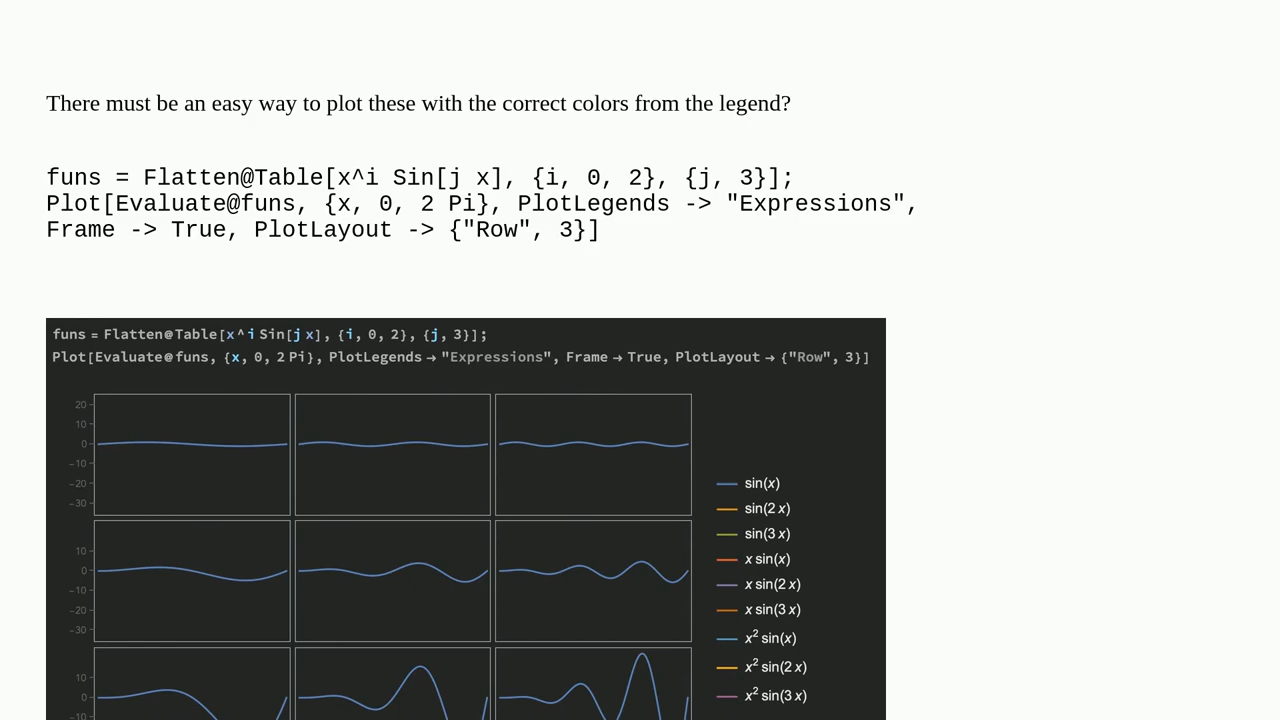 There must be an easy way to plot these with the correct colors from the legend?
funs = Flatten@Table[x^i Sin[j x], {i, 0, 2}, {j, 3}];
Plot[Evaluate@funs, {x, 0, 2 Pi}, PlotLegends -> "Expressions",
Frame -> True, PlotLayout -> {"Row", 3}]
funs = Flatten@Table[x^i Sin[j x], {i, 0, 2}, {j, 3}];
Plot[Evaluate@funs, {x, 0, 2 Pi}, PlotLegends → "Expressions", Frame → True, PlotLayout → {"Row", 3}]
20
10
0
−10
−20
−30
10
0
−10
−20
−30
10
0
−10
sin(x)
sin(2 x)
sin(3 x)
x sin(x)
x sin(2 x)
x sin(3 x)
x² sin(x)
x² sin(2 x)
x² sin(3 x)